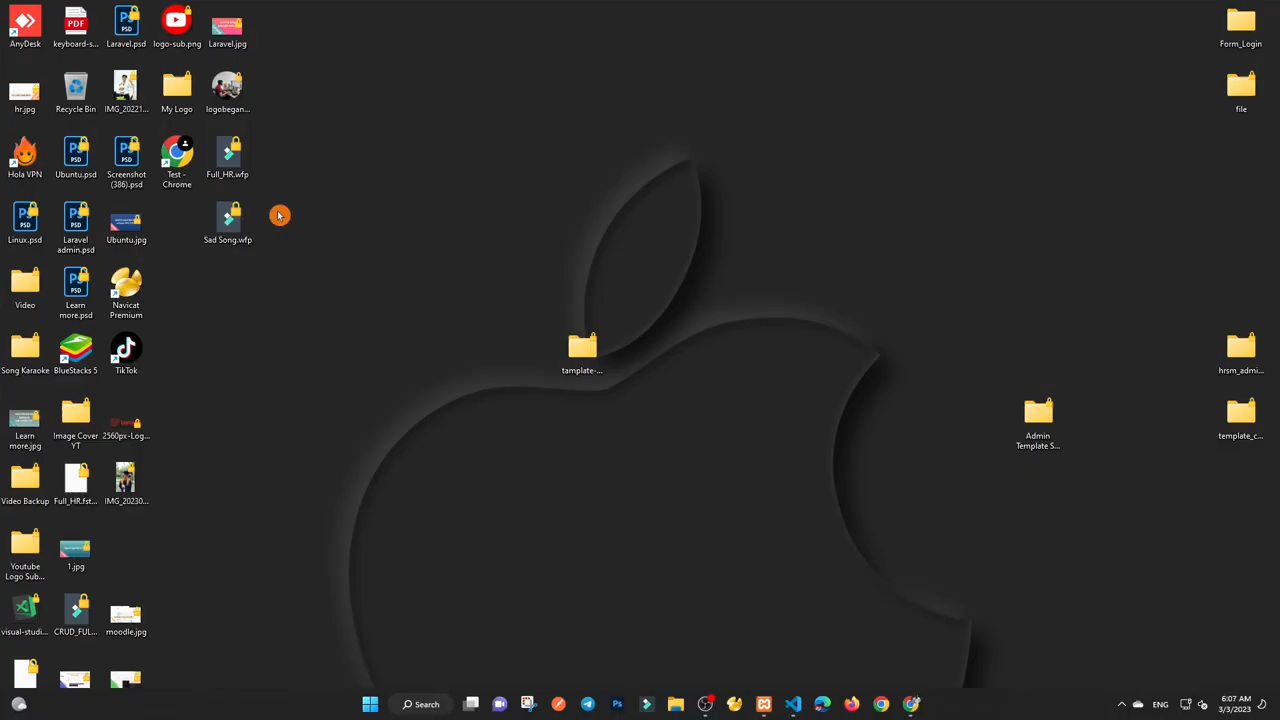 AnyDesk
keyboard-s...
Laravel.psd
logo-sub.png
Laravel.jpg
Form_Login
hr.jpg
Recycle Bin
IMG_20221...
My Logo
logobegan...
file
Hola VPN
Ubuntu.psd
Screenshot
(386).psd
Test -
Chrome
Full_HR.wfp
Linux.psd
Laravel
admin.psd
Ubuntu.jpg
Sad Song.wfp
Video
Learn
more.psd
Navicat
Premium
Song Karaoke
BlueStacks 5
TikTok
tamplate-...
hrsm_admi...
Learn
more.jpg
Image Cover
YT
2560px-Log...
Admin
Template S...
template_c...
Video Backup
Full_HR.fst...
IMG_20230...
Youtube
Logo Sub...
1.jpg
visual-studi...
CRUD_FUL...
moodle.jpg
Search
ENG
6:07 AM
3/3/2023